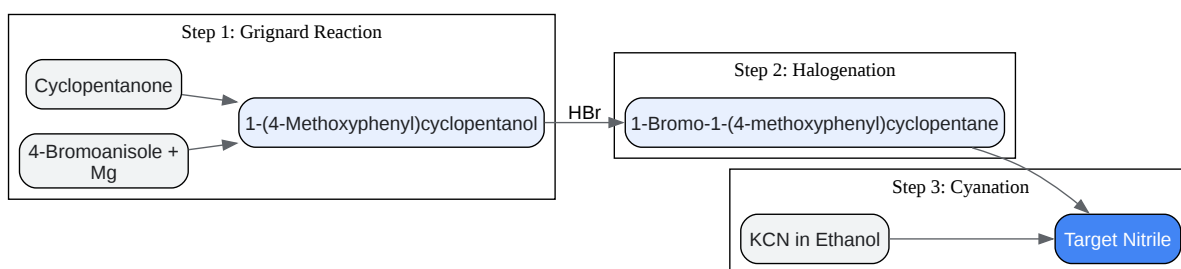 Step 1: Grignard Reaction
Cyclopentanone
4-Bromoanisole +
Mg
1-(4-Methoxyphenyl)cyclopentanol
HBr
Step 2: Halogenation
1-Bromo-1-(4-methoxyphenyl)cyclopentane
Step 3: Cyanation
KCN in Ethanol
Target Nitrile